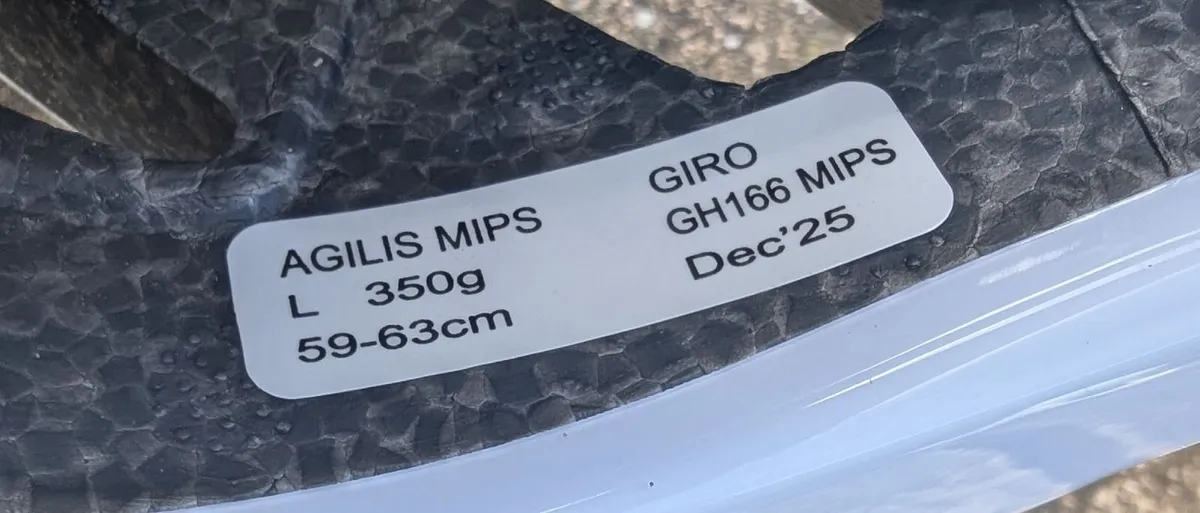 AGILIS MIPS
L 350g
59-63cm
GIRO
GH166 MIPS
Dec'25